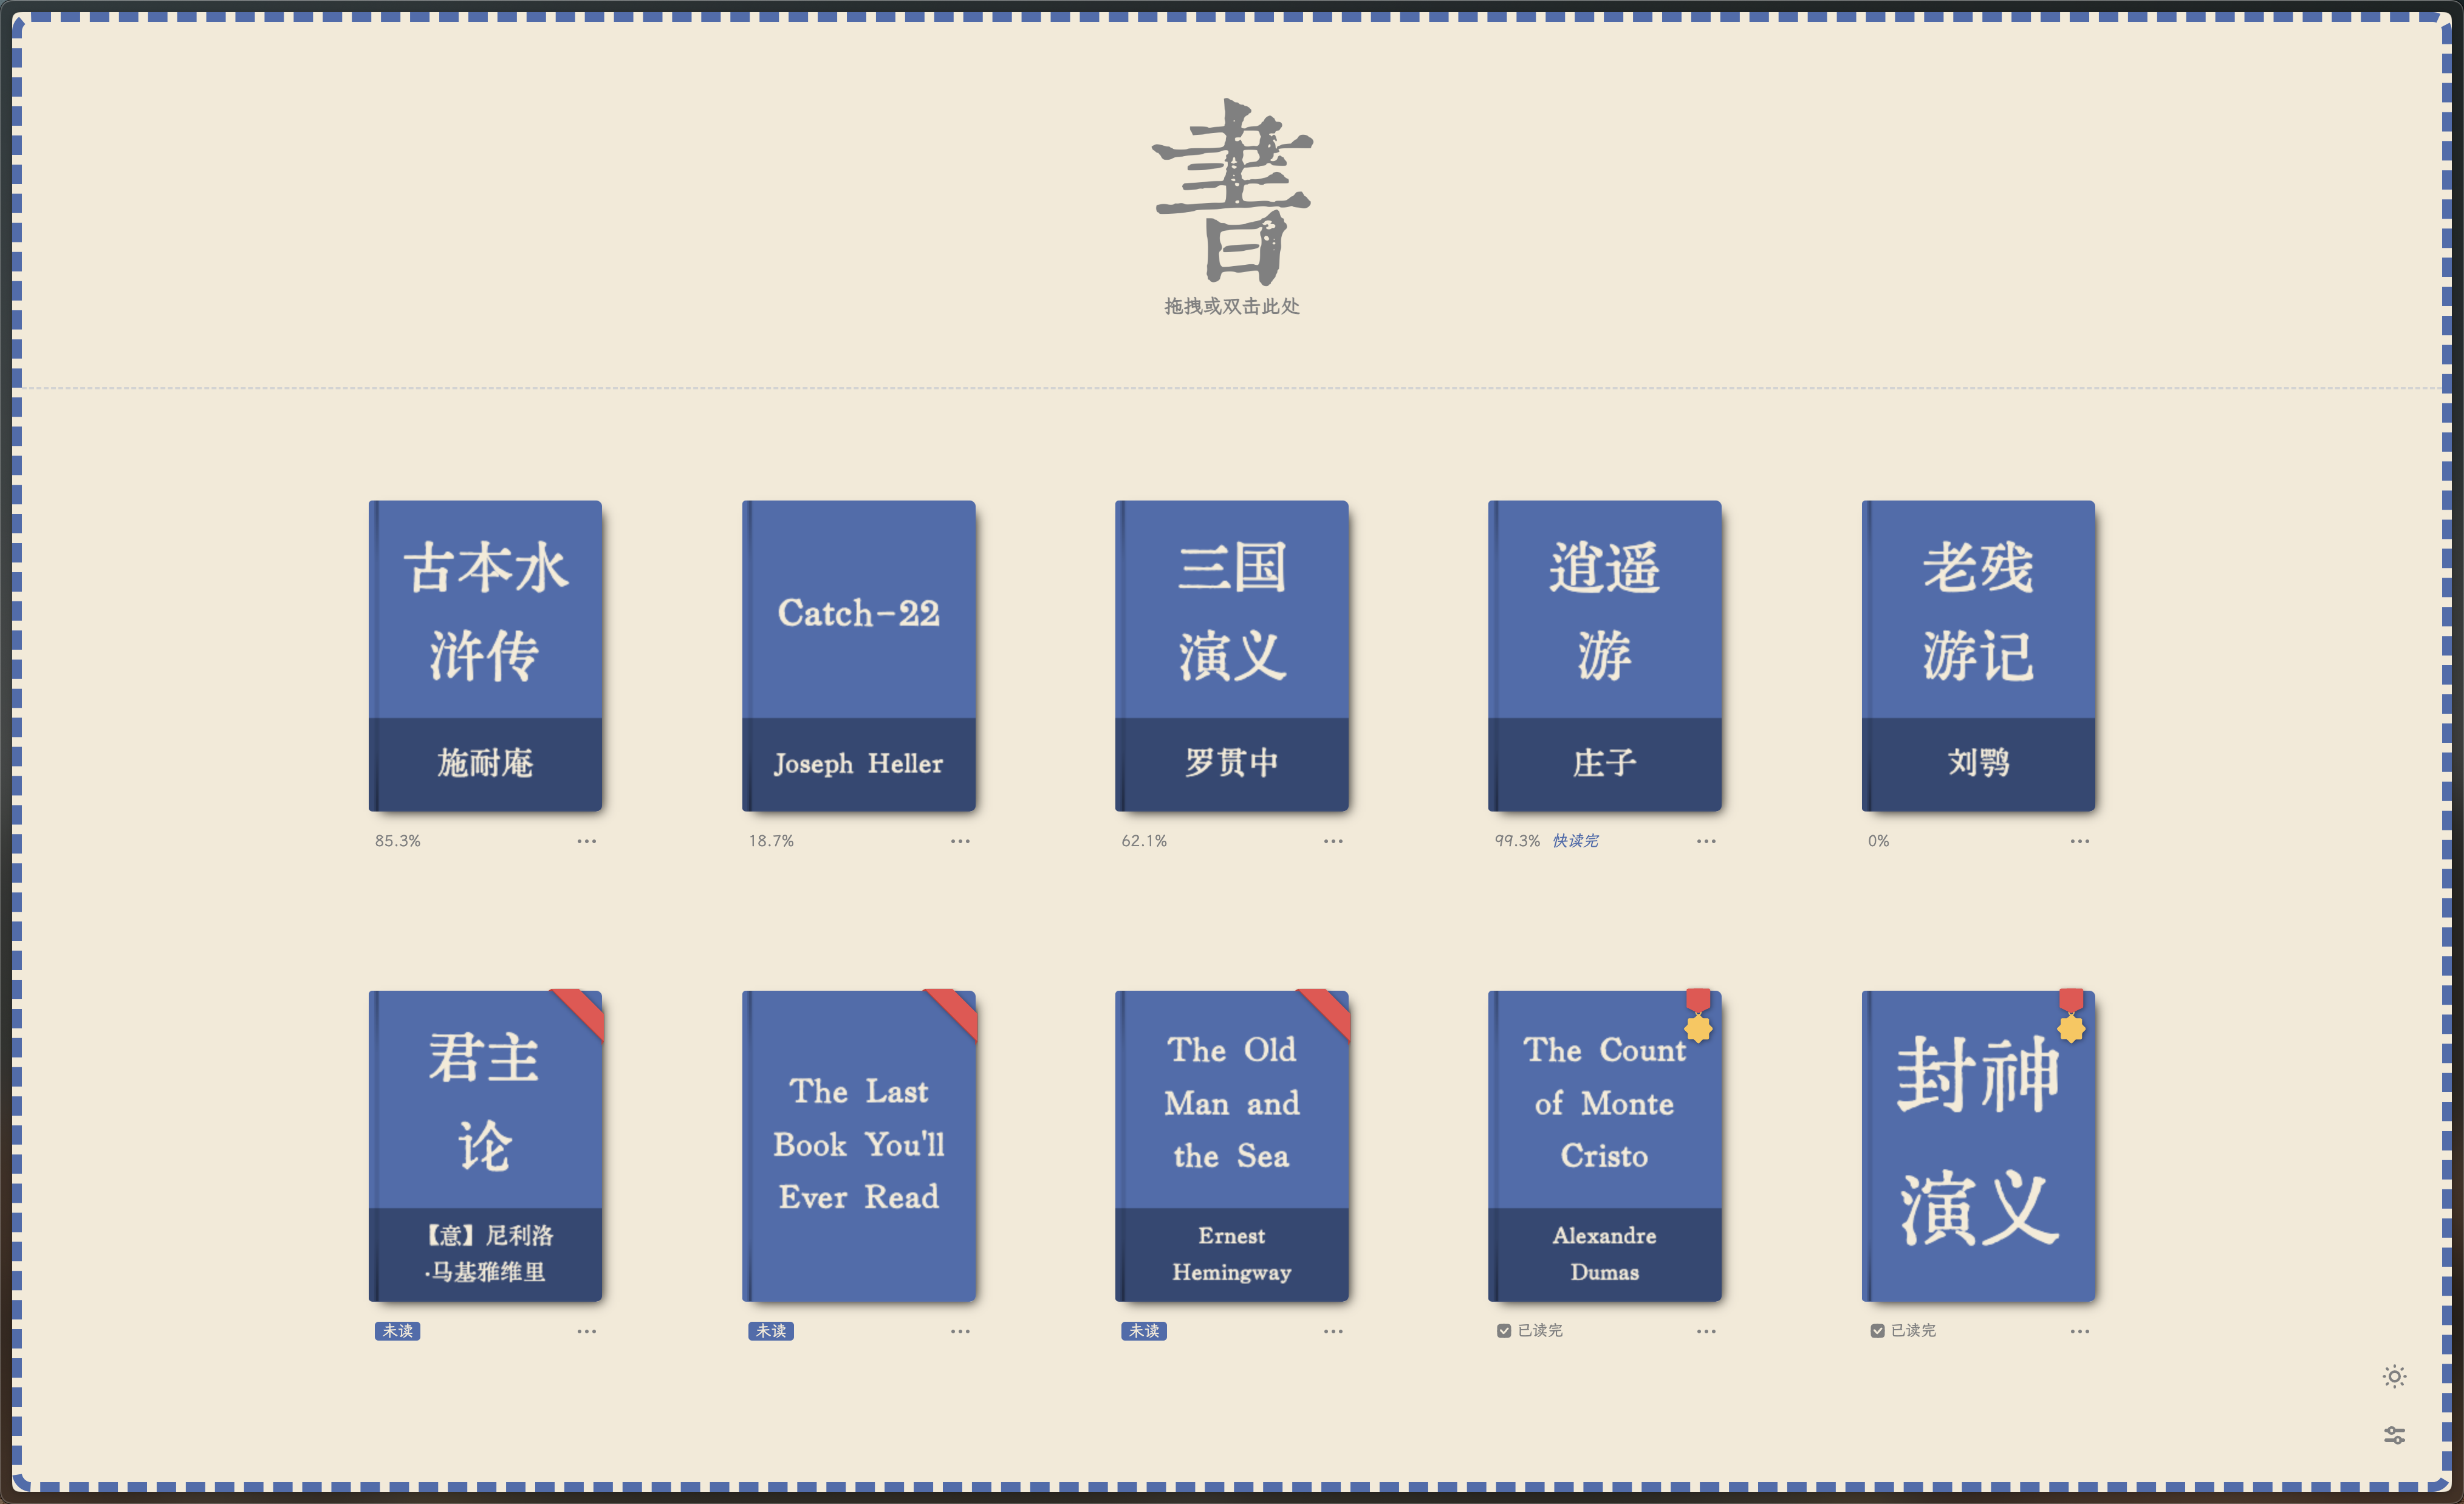 書
拖拽或双击此处
古本水
浒传
施耐庵
85.3%
Catch-22
Joseph Heller
18.7%
三国
演义
罗贯中
62.1%
逍遥
游
庄子
99.3% 快读完
老残
游记
刘鹗
0%
君主
论
【意】尼利洛
·马基雅维里
未读
The Last
Book You'll
Ever Read
未读
The Old
Man and
the Sea
Ernest
Hemingway
未读
The Count
of Monte
Cristo
Alexandre
Dumas
已读完
封神
演义
已读完